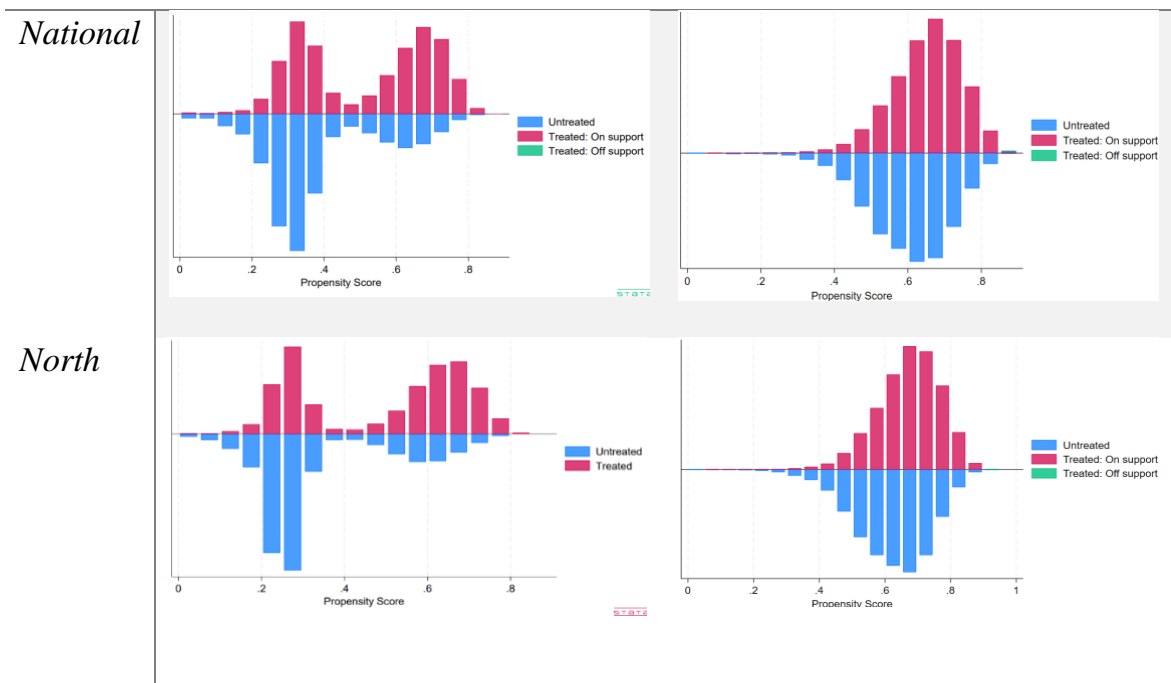 National
Untreated
Treated: On support
Treated: Off support
0 .2 .4 .6 .8
Propensity Score
STATA
Untreated
Treated: On support
Treated: Off support
0 .2 .4 .6 .8
Propensity Score
North
Untreated
Treated
0 .2 .4 .6 .8
Propensity Score
STATA
Untreated
Treated: On support
Treated: Off support
0 .2 .4 .6 .8 1
Propensity Score